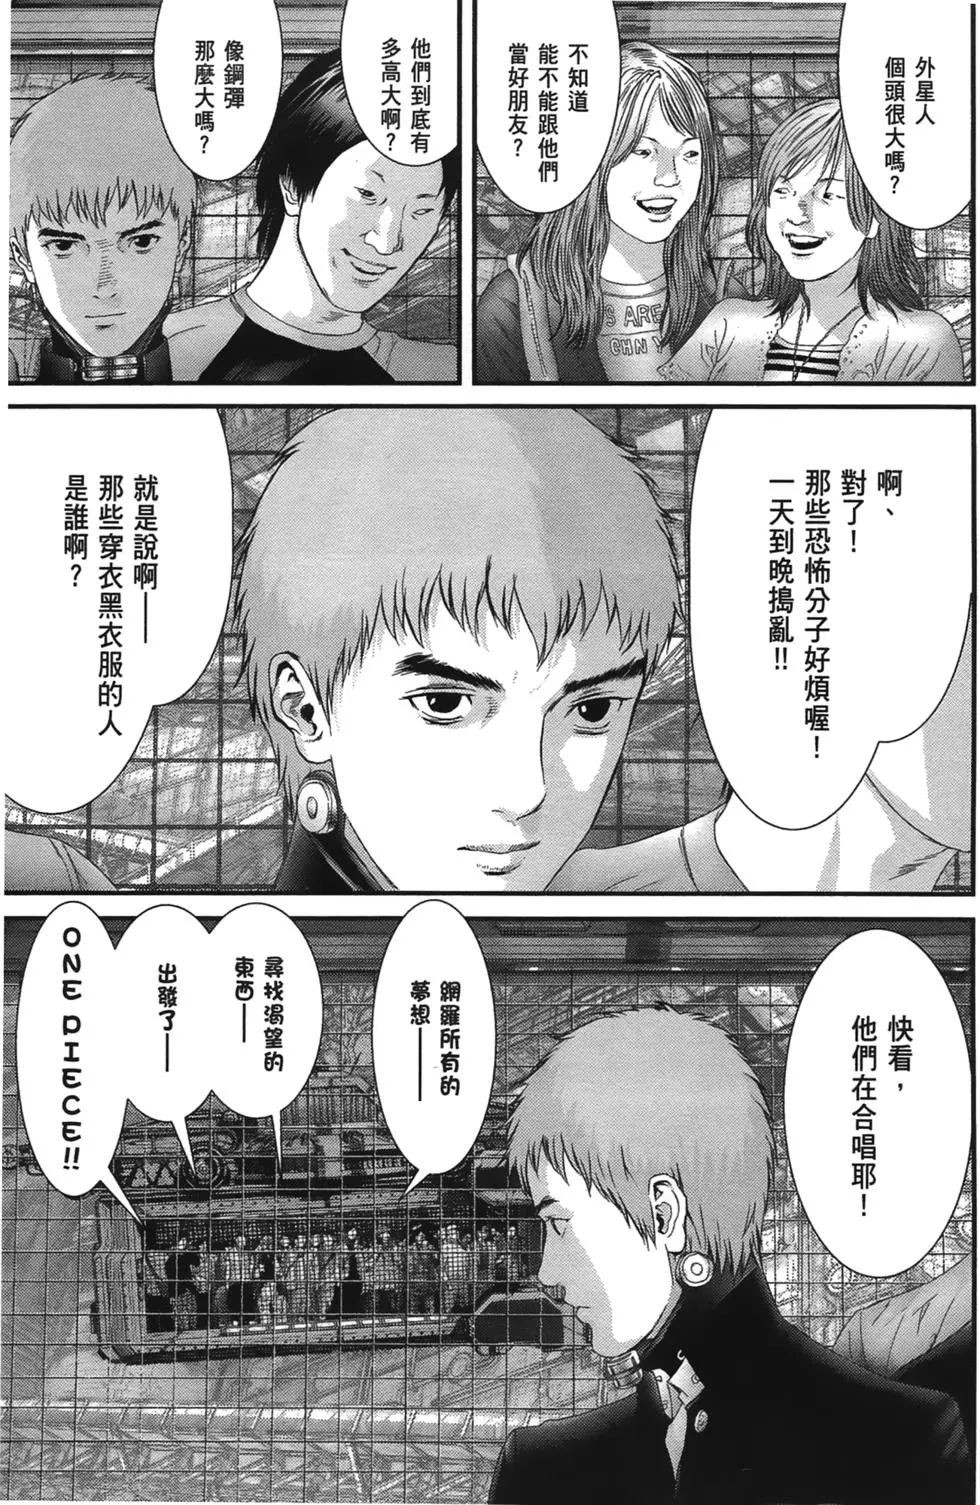 外星人
個頭很大嗎？
不知道
能不能跟他們
當好朋友？
S ARE
CHN Y
他們到底有
多高大啊？
像鋼彈
那麼大嗎？
啊、
對了！
那些恐怖分子好煩喔！
一天到晚搗亂!!
就是說啊——
那些穿衣黑衣服的人
是誰啊？
快看，
他們在合唱耶！
網羅所有的
夢想——
尋找渴望的
東西——
出發了——
ONE PIECE!!